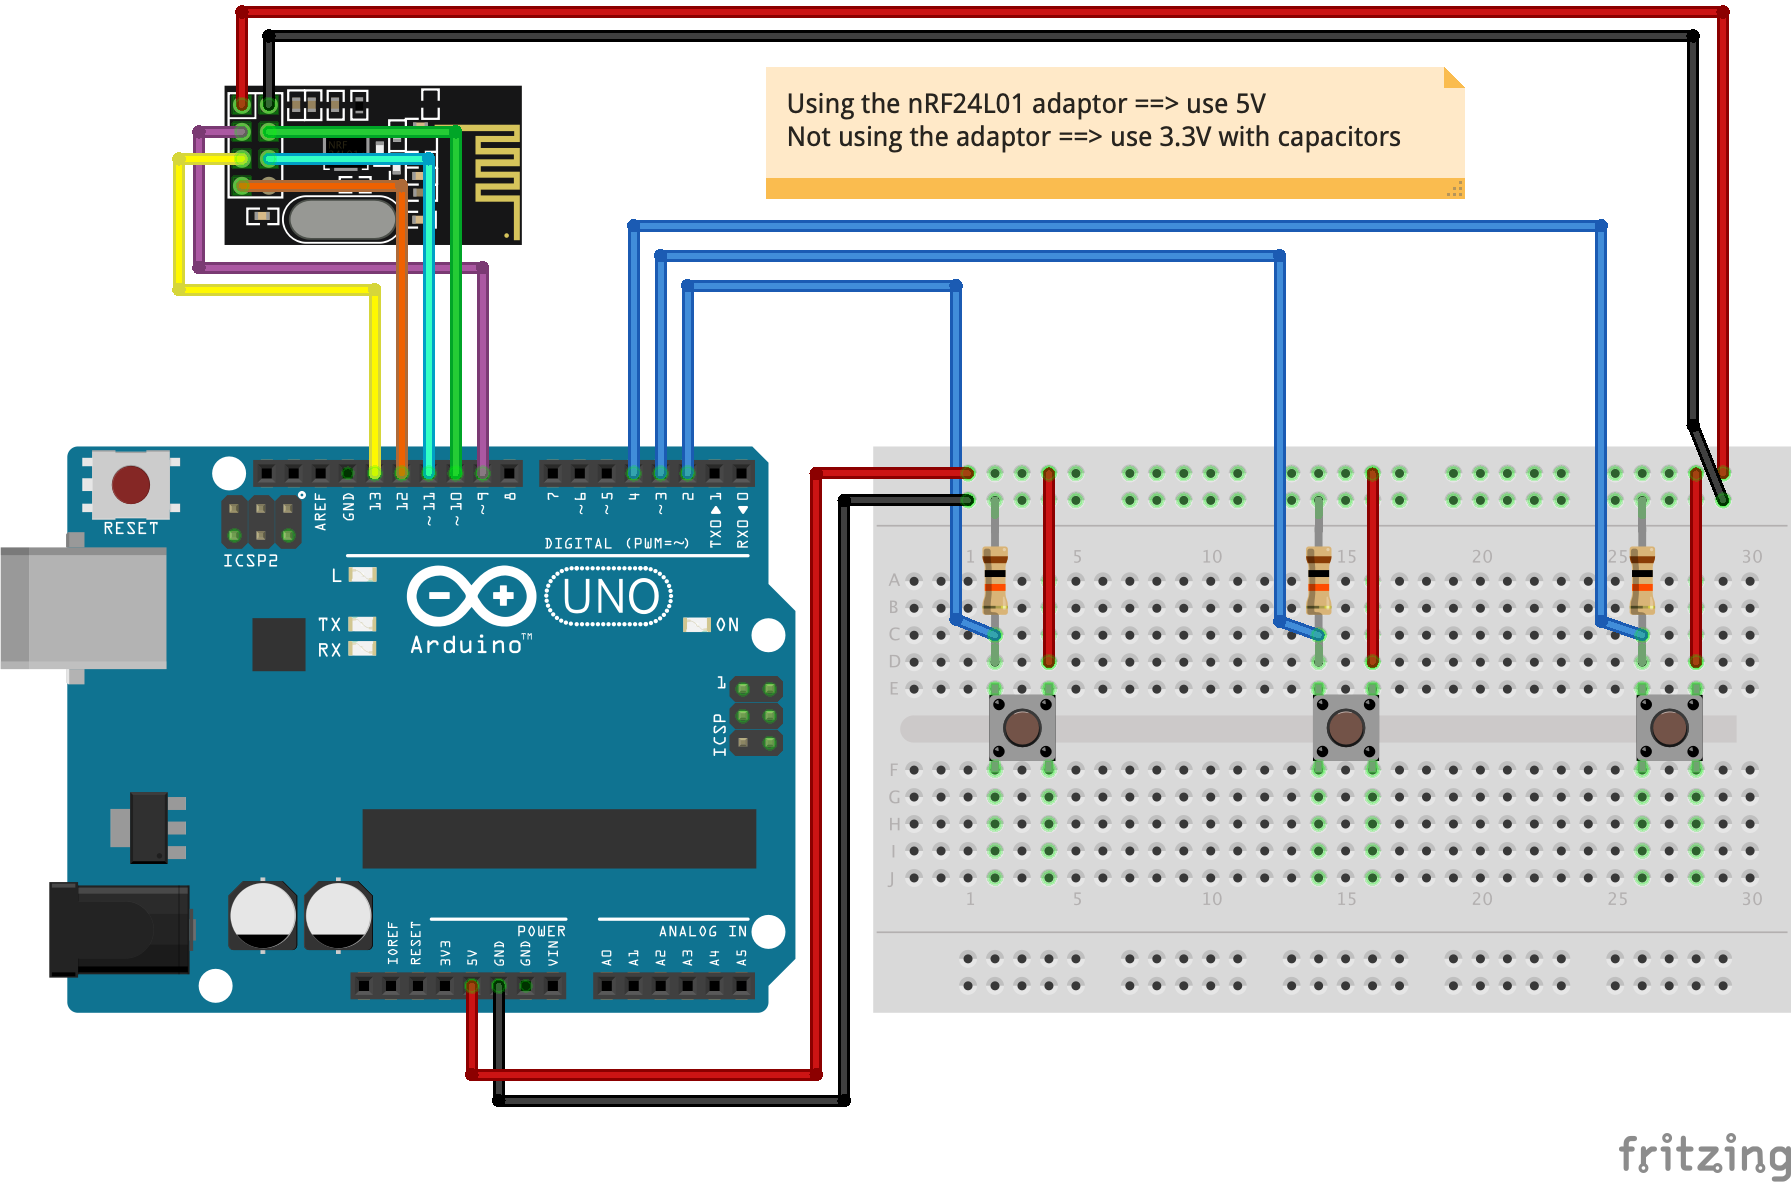 Using the nRF24L01 adaptor ==> use 5V
Not using the adaptor ==> use 3.3V with capacitors
NRF
RESET
ICSP2
AREF
GND
13
12
~11
~10
~9
8
7
~6
~5
4
~3
2
TX0▶1
RX0◀0
DIGITAL (PWM=~)
L
TX
RX
UNO
Arduino™
ON
1
ICSP
IOREF
RESET
3V3
5V
GND
GND
VIN
POWER
A0
A1
A2
A3
A4
A5
ANALOG IN
1 5 10 15 20 25 30
A
B
C
D
E
F
G
H
I
J
1 5 10 15 20 25 30
fritzing